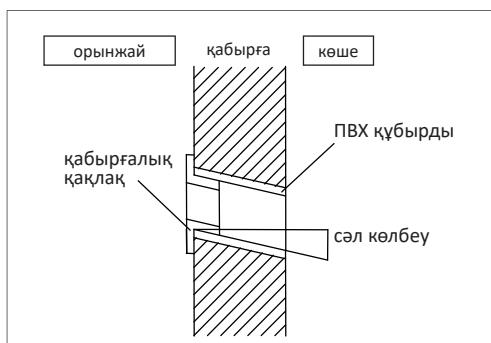 орынжай
қабырға
көше
ПВХ құбырды
қабырғалық
қақлақ
сәл көлбеу